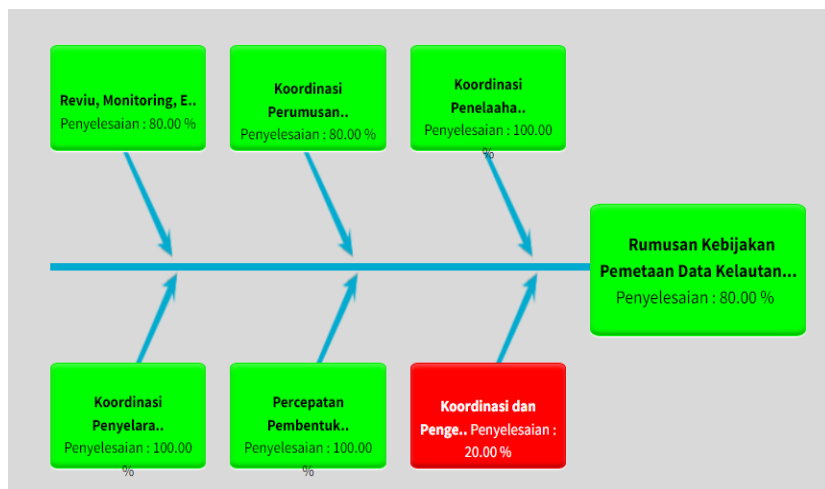 Reviu, Monitoring, E..
Penyelesaian : 80.00 %
Koordinasi
Perumusan..
Penyelesaian : 80.00 %
Koordinasi
Penelaaha..
Penyelesaian : 100.00
%
Rumusan Kebijakan
Pemetaan Data Kelautan...
Penyelesaian : 80.00 %
Koordinasi
Penyelara..
Penyelesaian : 100.00
%
Percepatan
Pembentuk..
Penyelesaian : 100.00
%
Koordinasi dan
Penge.. Penyelesaian :
20.00 %